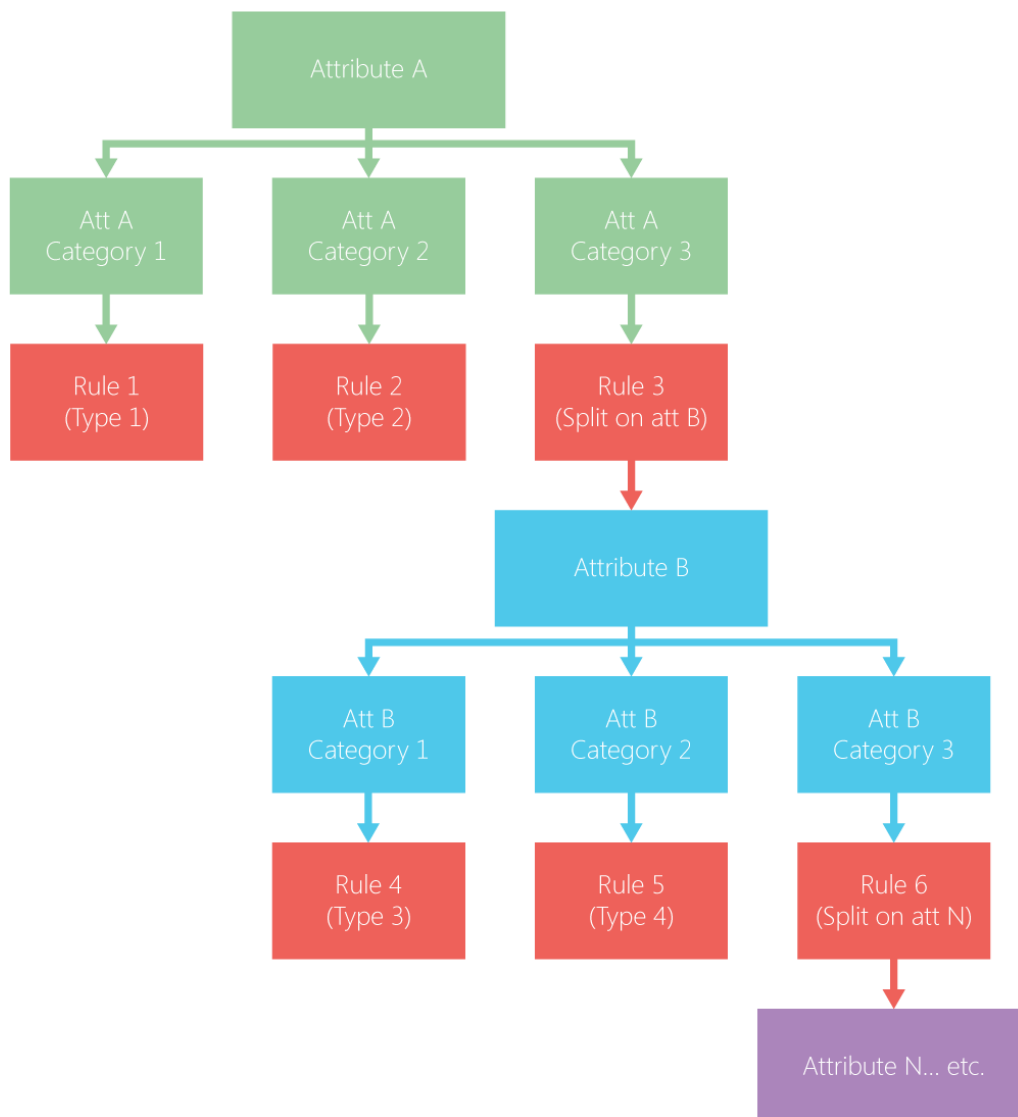 Attribute A
Att A
Category 1
Att A
Category 2
Att A
Category 3
Rule 1
(Type 1)
Rule 2
(Type 2)
Rule 3
(Split on att B)
Attribute B
Att B
Category 1
Att B
Category 2
Att B
Category 3
Rule 4
(Type 3)
Rule 5
(Type 4)
Rule 6
(Split on att N)
Attribute N... etc.